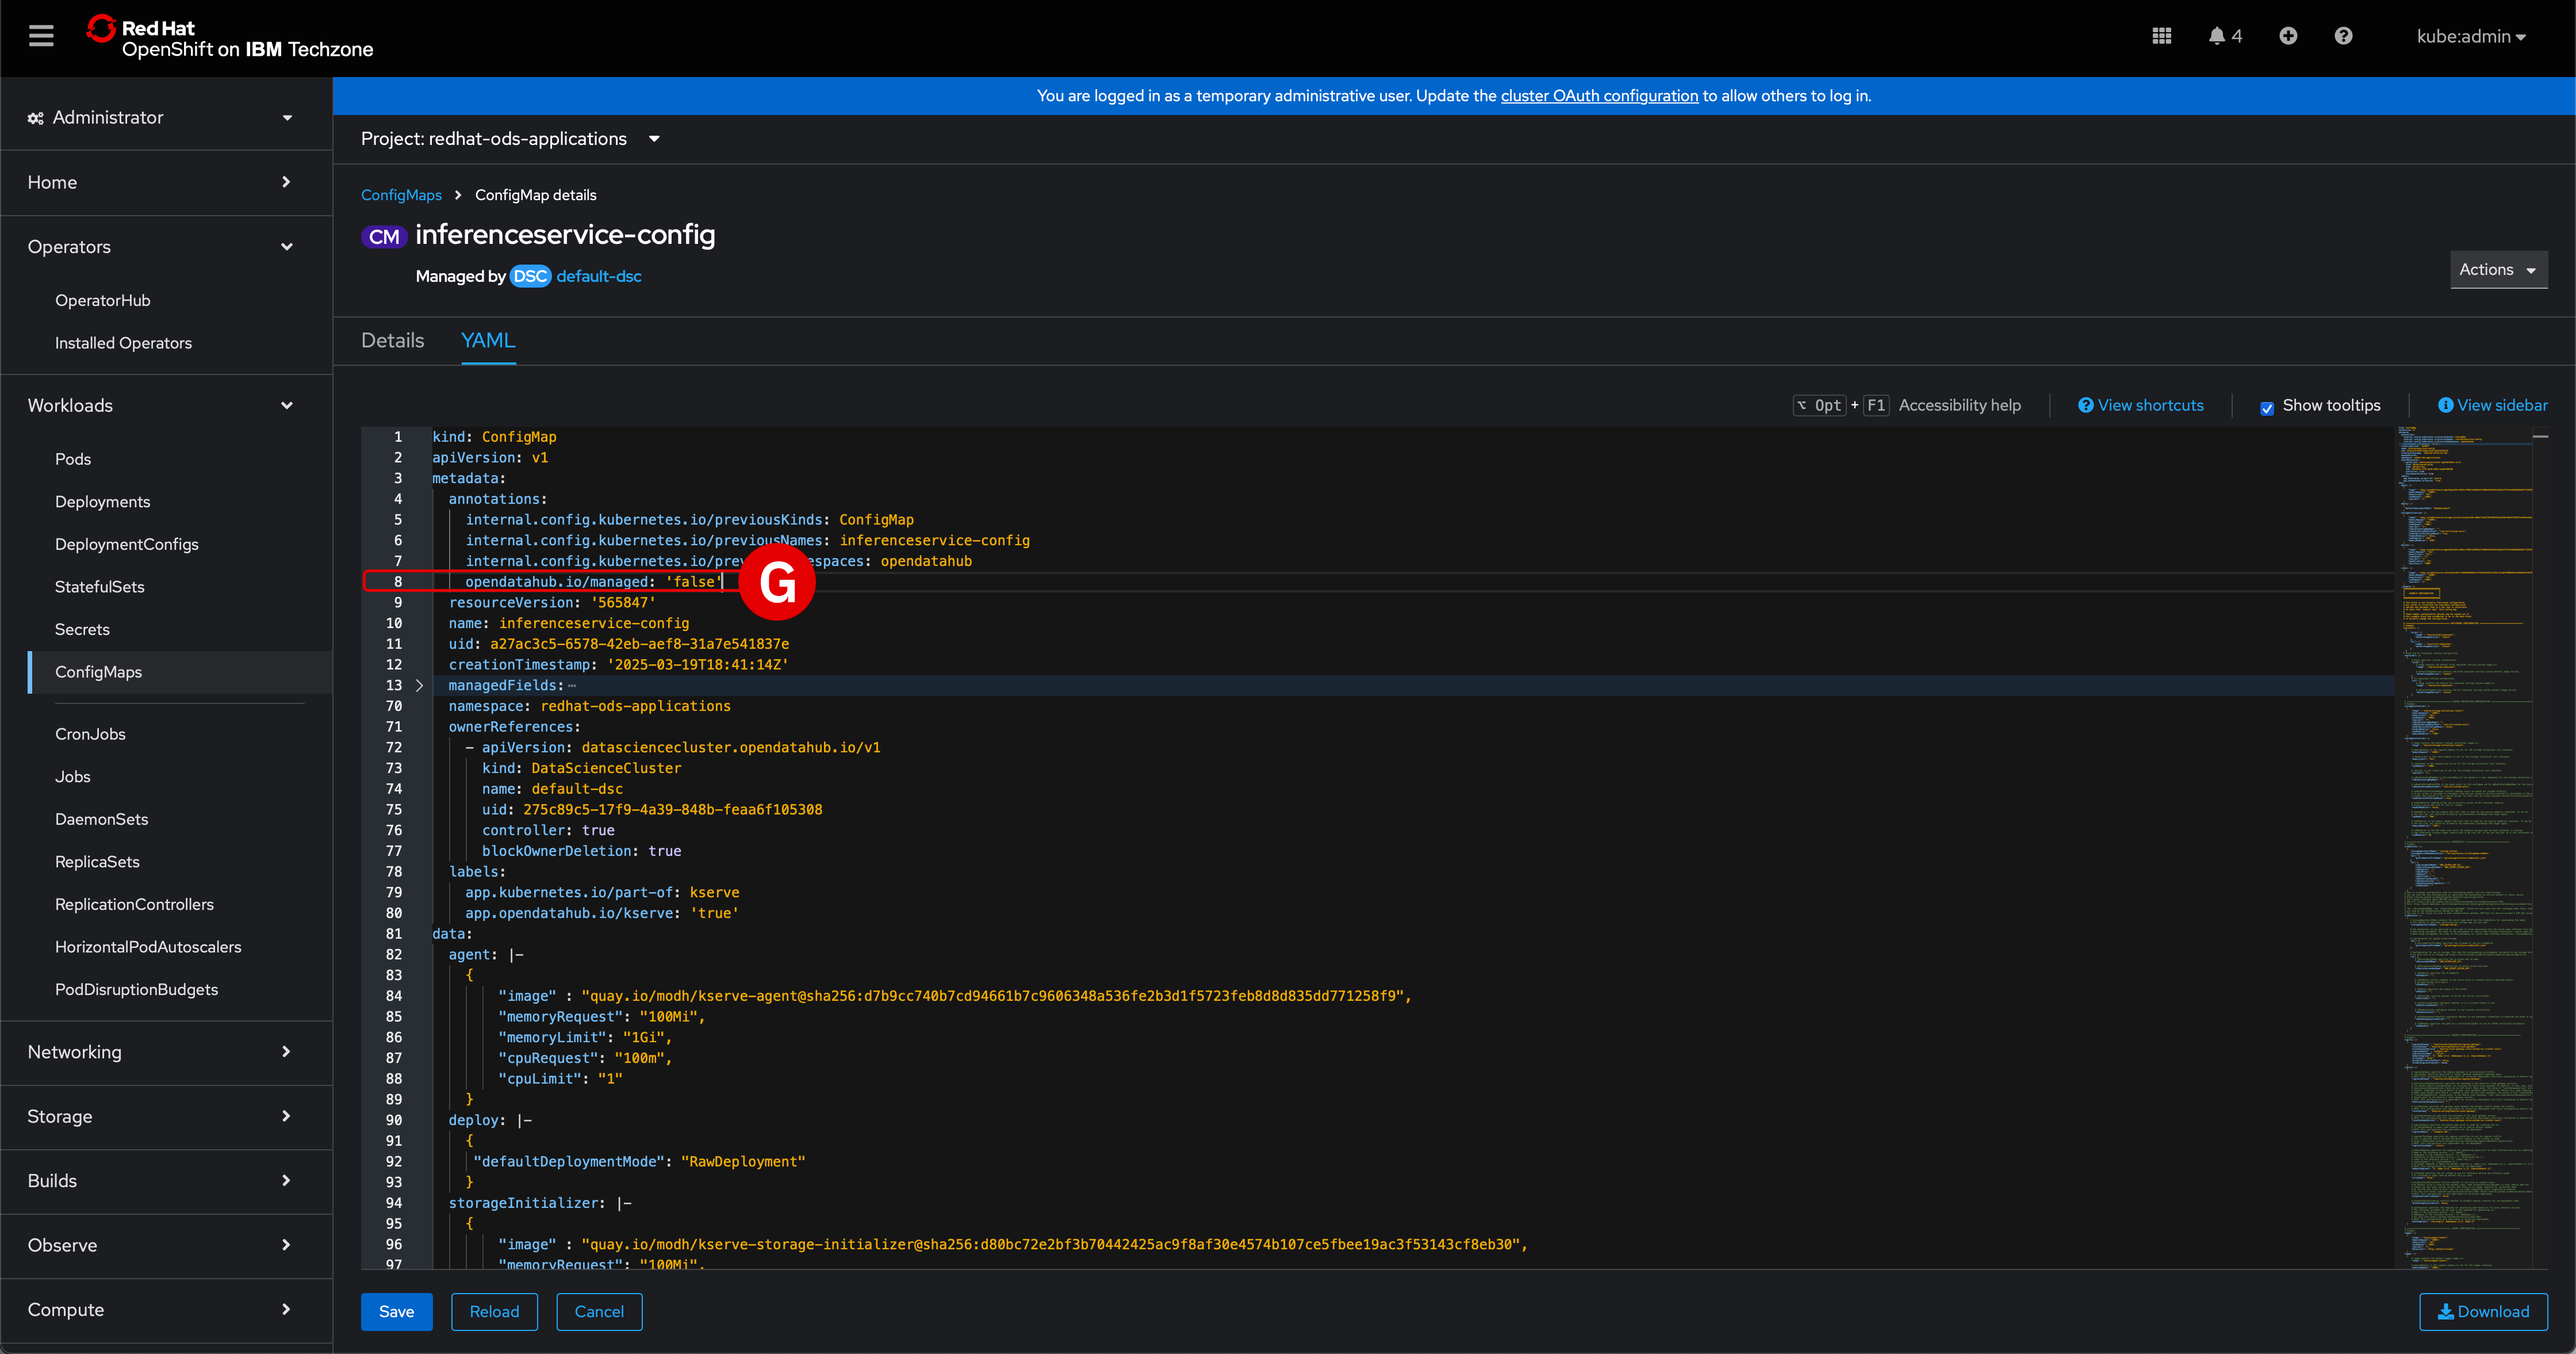 Red Hat
OpenShift on IBM Techzone
4
kube:admin
Administrator
Home
Operators
OperatorHub
Installed Operators
Workloads
Pods
Deployments
DeploymentConfigs
StatefulSets
Secrets
ConfigMaps
CronJobs
Jobs
DaemonSets
ReplicaSets
ReplicationControllers
HorizontalPodAutoscalers
PodDisruptionBudgets
Networking
Storage
Builds
Observe
Compute
You are logged in as a temporary administrative user. Update the cluster OAuth configuration to allow others to log in.
Project: redhat-ods-applications
ConfigMaps > ConfigMap details
CM inferenceservice-config
Managed by DSC default-dsc
Actions
Details YAML
⌥ Opt + F1 Accessibility help
View shortcuts
Show tooltips
View sidebar
1 kind: ConfigMap
2 apiVersion: v1
3 metadata:
4 annotations:
5 internal.config.kubernetes.io/previousKinds: ConfigMap
6 internal.config.kubernetes.io/previousNames: inferenceservice-config
7 internal.config.kubernetes.io/prev espaces: opendatahub
8 opendatahub.io/managed: 'false'
G
9 resourceVersion: '565847'
10 name: inferenceservice-config
11 uid: a27ac3c5-6578-42eb-aef8-31a7e541837e
12 creationTimestamp: '2025-03-19T18:41:14Z'
13 managedFields:
70 namespace: redhat-ods-applications
71 ownerReferences:
72 - apiVersion: datasciencecluster.opendatahub.io/v1
73 kind: DataScienceCluster
74 name: default-dsc
75 uid: 275c89c5-17f9-4a39-848b-feaa6f105308
76 controller: true
77 blockOwnerDeletion: true
78 labels:
79 app.kubernetes.io/part-of: kserve
80 app.opendatahub.io/kserve: 'true'
81 data:
82 agent: |-
83 {
84 "image" : "quay.io/modh/kserve-agent@sha256:d7b9cc740b7cd94661b7c9606348a536fe2b3d1f5723feb8d8d835dd771258f9",
85 "memoryRequest": "100Mi",
86 "memoryLimit": "1Gi",
87 "cpuRequest": "100m",
88 "cpuLimit": "1"
89 }
90 deploy: |-
91 {
92 "defaultDeploymentMode": "RawDeployment"
93 }
94 storageInitializer: |-
95 {
96 "image" : "quay.io/modh/kserve-storage-initializer@sha256:d80bc72e2bf3b70442425ac9f8af30e4574b107ce5fbee19ac3f53143cf8eb30",
97 "memoryRequest": "100Mi",
Save
Reload
Cancel
Download